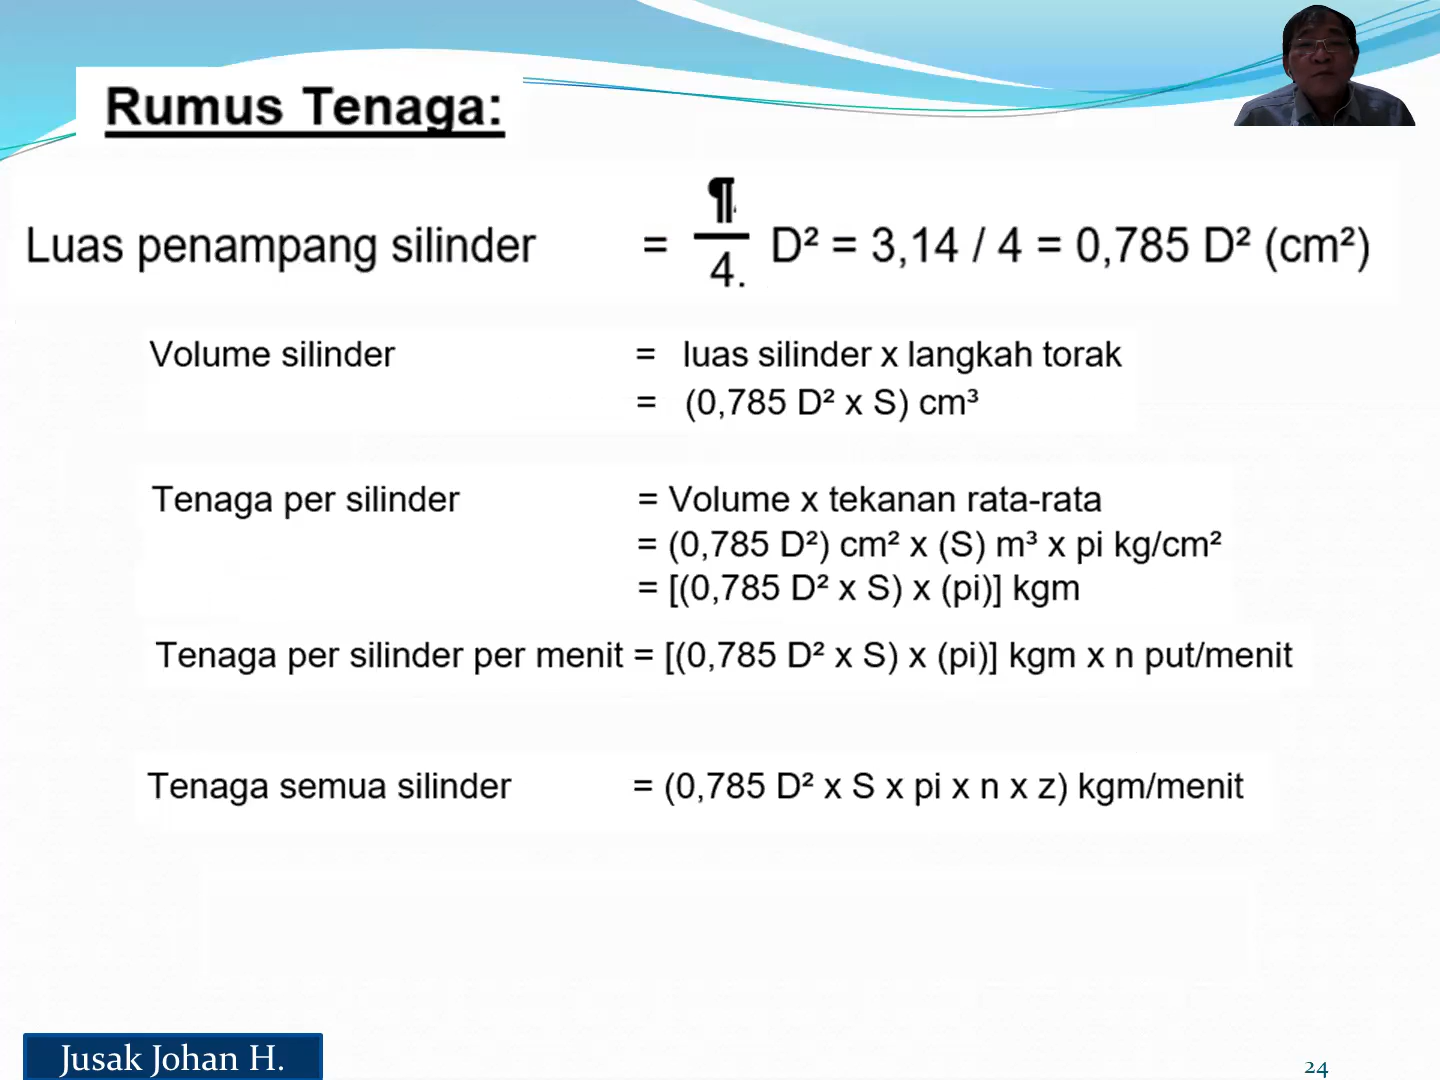 Rumus Tenaga:
Luas penampang silinder = ¶/4. D² = 3,14 / 4 = 0,785 D² (cm²)
Volume silinder = luas silinder x langkah torak
= (0,785 D² x S) cm³
Tenaga per silinder = Volume x tekanan rata-rata
= (0,785 D²) cm² x (S) m³ x pi kg/cm²
= [(0,785 D² x S) x (pi)] kgm
Tenaga per silinder per menit = [(0,785 D² x S) x (pi)] kgm x n put/menit
Tenaga semua silinder = (0,785 D² x S x pi x n x z) kgm/menit
Jusak Johan H.
24